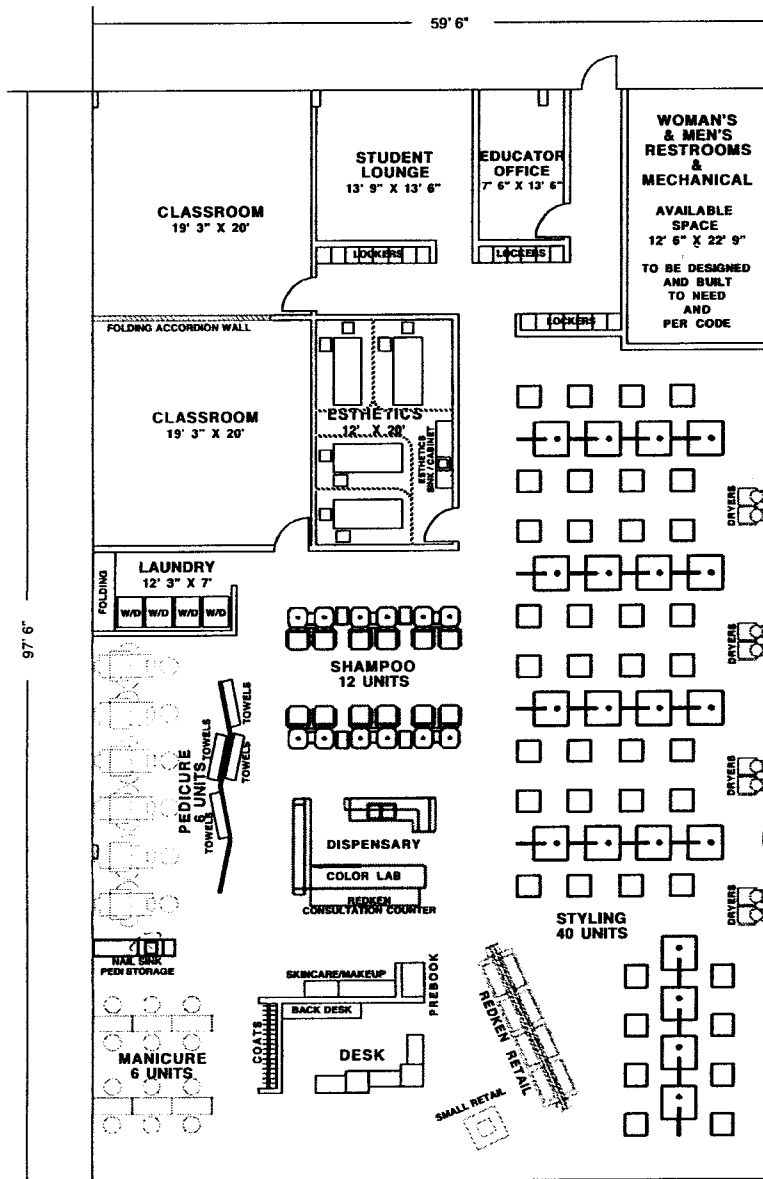 59' 6"
97' 6"
CLASSROOM
19' 3" X 20'
STUDENT
LOUNGE
13' 9" X 13' 6"
LOCKERS
EDUCATOR
OFFICE
7' 6" X 13' 6"
LOCKERS
WOMAN'S
& MEN'S
RESTROOMS
&
MECHANICAL
AVAILABLE
SPACE
12' 6" X 22' 9"
TO BE DESIGNED
AND BUILT
TO NEED
AND
PER CODE
LOCKERS
FOLDING ACCORDION WALL
CLASSROOM
19' 3" X 20'
ESTHETICS
12' X 20'
ESTHETICS
SINK / CABINET
DRYERS
LAUNDRY
12' 3" X 7'
FOLDING
W/D W/D W/D W/D
SHAMPOO
12 UNITS
DRYERS
TOWELS
TOWELS
TOWELS
TOWELS
PEDICURE
6 UNITS
DRYERS
DISPENSARY
COLOR LAB
REDKEN
CONSULTATION COUNTER
DRYERS
STYLING
40 UNITS
NAIL SINK
PEDI STORAGE
SKINCARE/MAKEUP
PREBOOK
BACK DESK
COATS
DESK
REDKEN RETAIL
SMALL RETAIL
MANICURE
6 UNITS